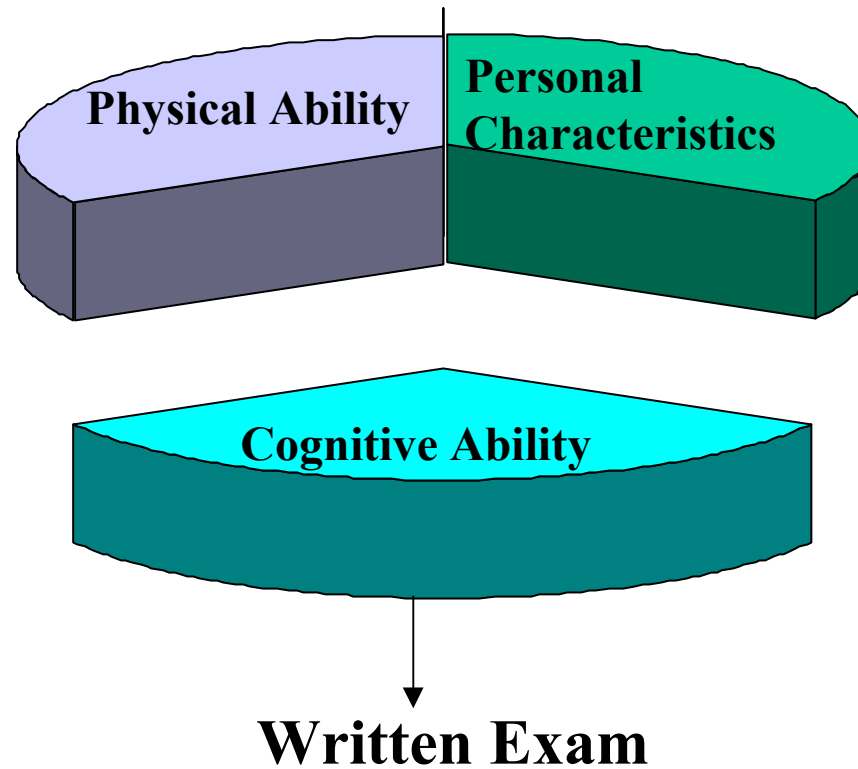 Physical Ability
Personal
Characteristics
Cognitive Ability
Written Exam